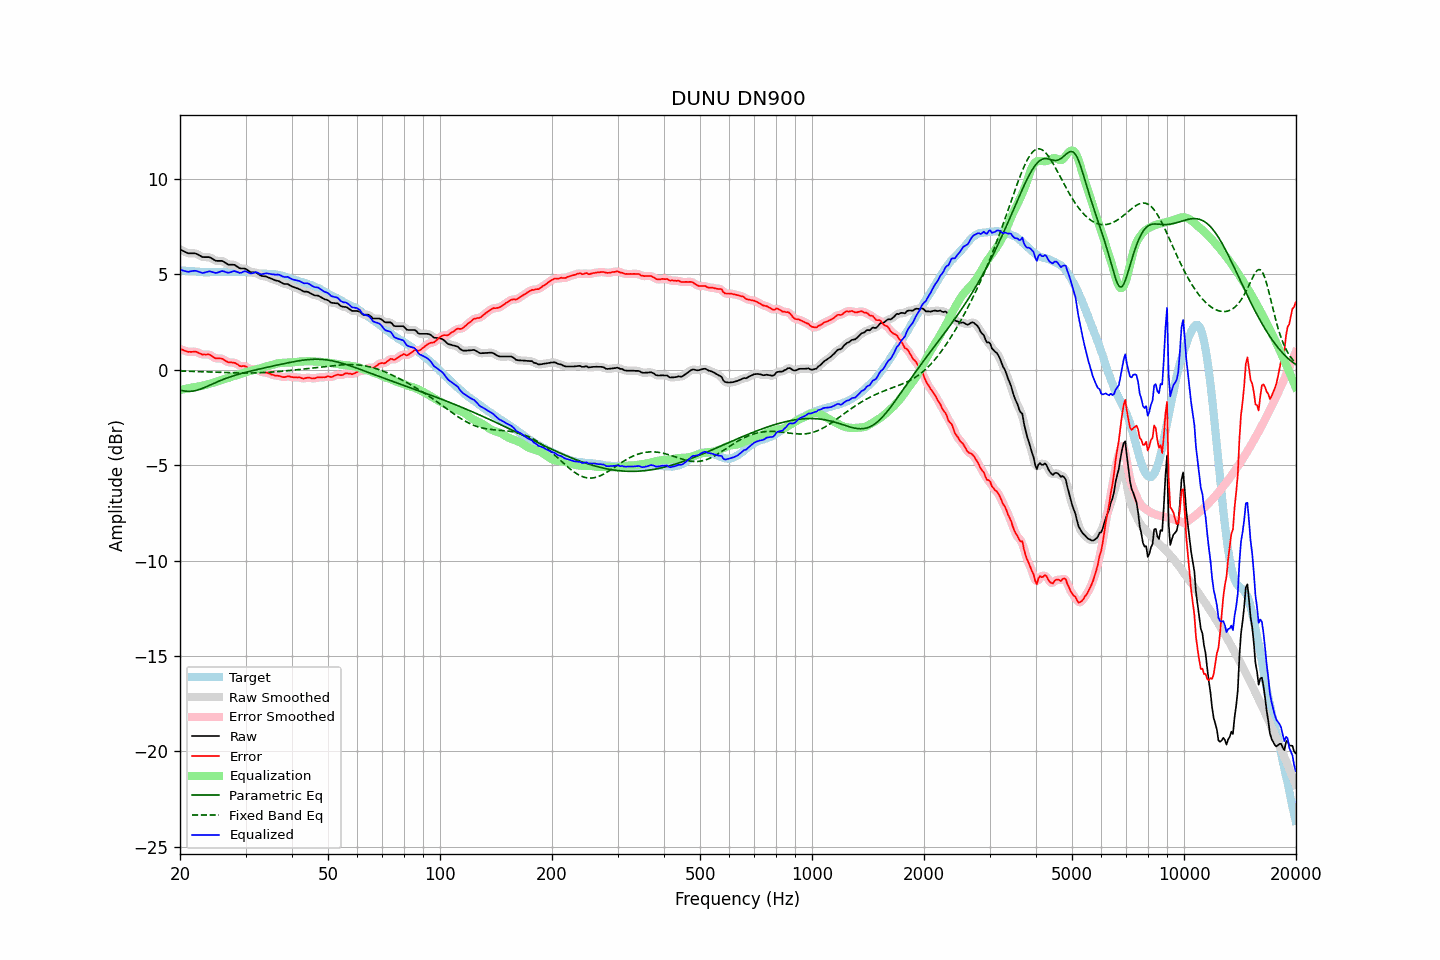 DUNU DN900
Amplitude (dBr)
10
5
0
−5
−10
−15
−20
−25
Target
Raw Smoothed
Error Smoothed
Raw
Error
Equalization
Parametric Eq
Fixed Band Eq
Equalized
20 50 100 200 500 1000 2000 5000 10000 20000
Frequency (Hz)